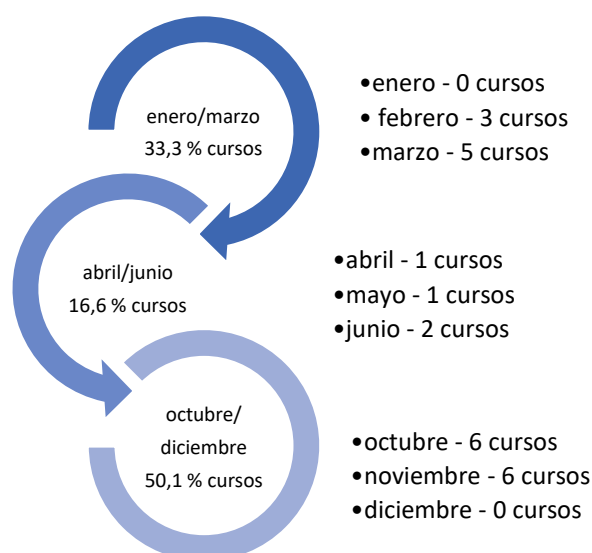 enero/marzo
33,3 % cursos
•enero - 0 cursos
• febrero - 3 cursos
•marzo - 5 cursos
abril/junio
16,6 % cursos
•abril - 1 cursos
•mayo - 1 cursos
•junio - 2 cursos
octubre/
diciembre
50,1 % cursos
•octubre - 6 cursos
•noviembre - 6 cursos
•diciembre - 0 cursos